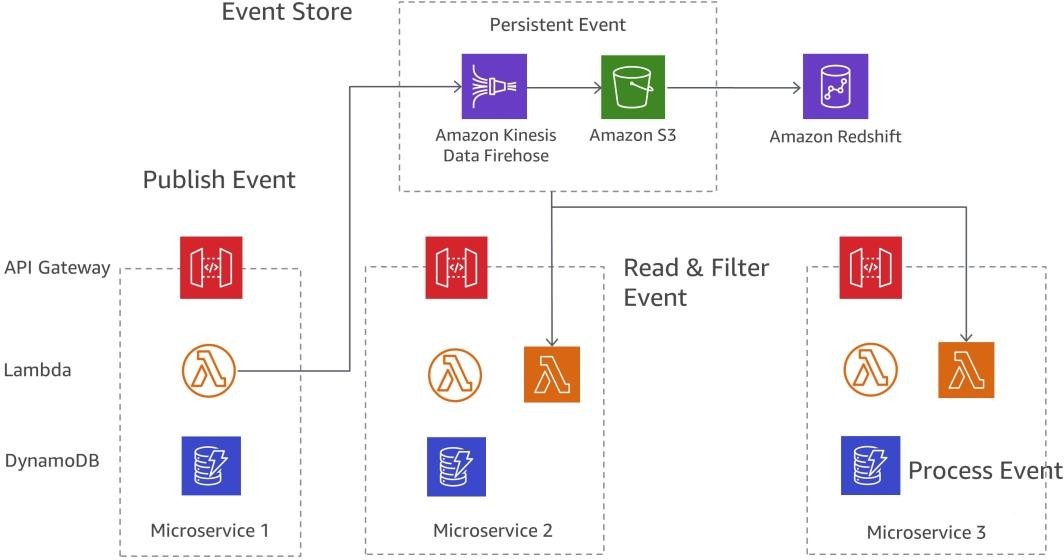 Event Store
Persistent Event
Amazon Kinesis
Data Firehose
Amazon S3
Amazon Redshift
Publish Event
API Gateway
Read & Filter
Event
Lambda
DynamoDB
Process Event
Microservice 1
Microservice 2
Microservice 3